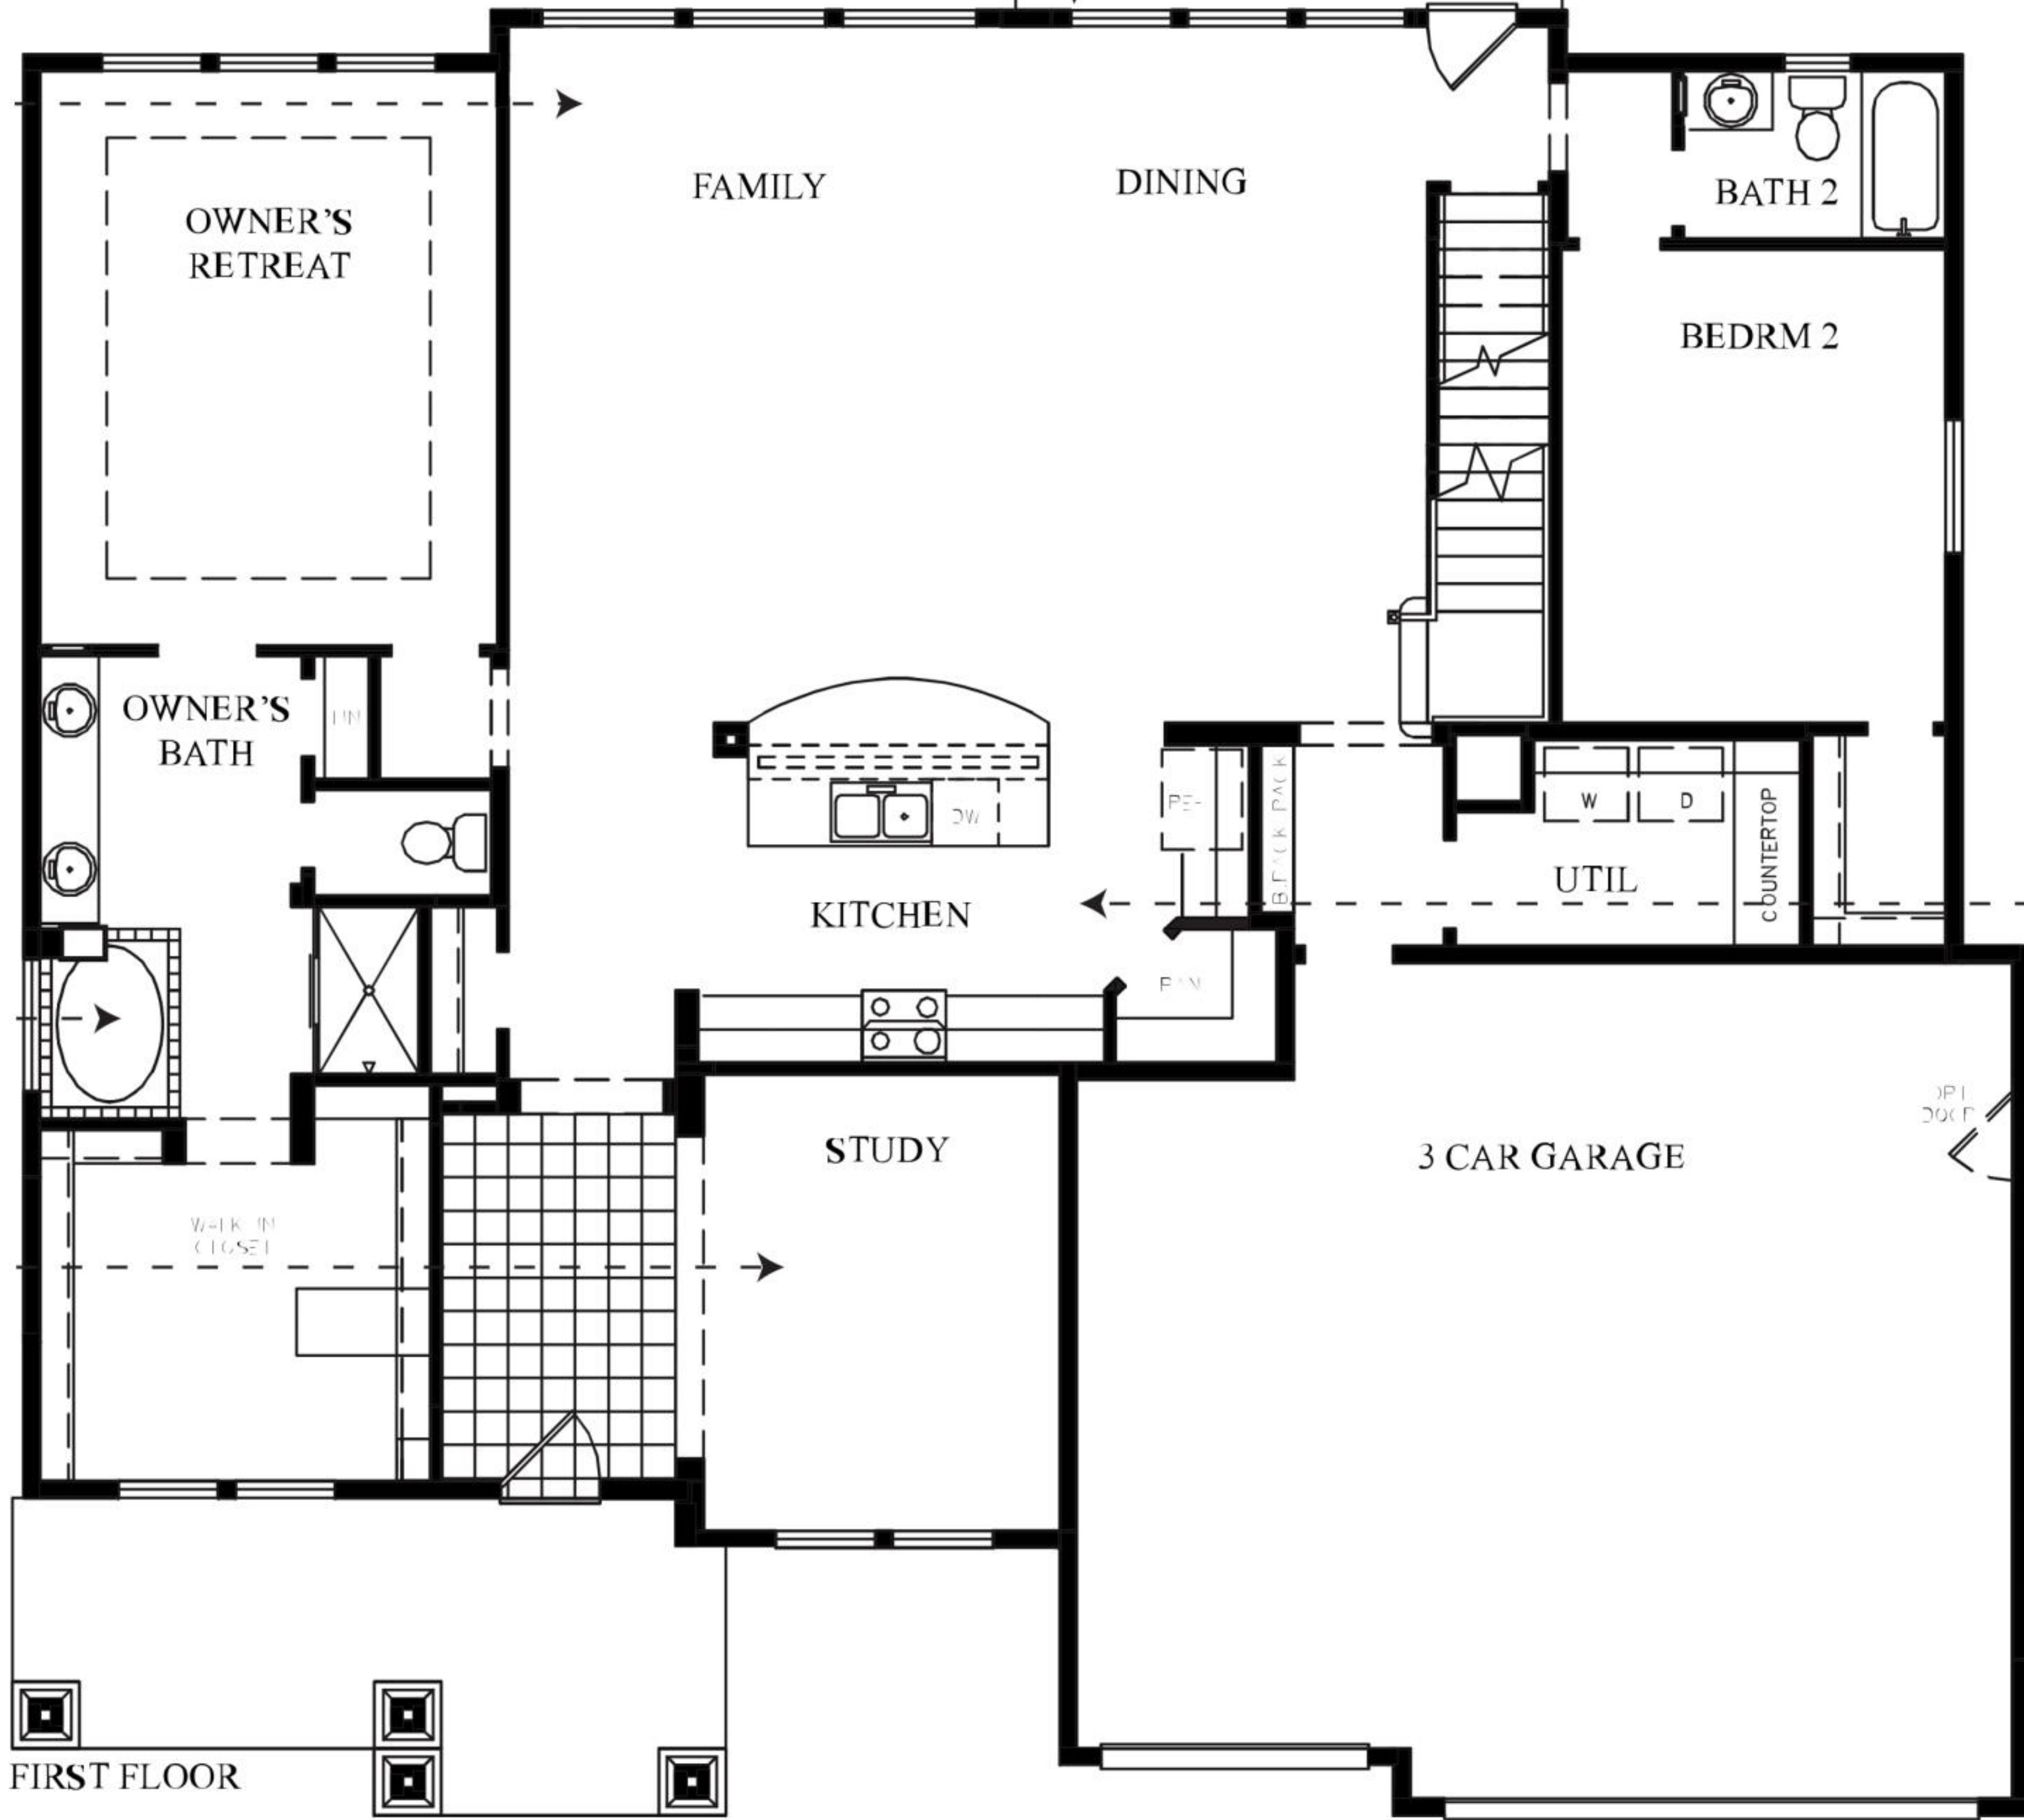 FAMILY
DINING
BATH 2
OWNER'S
RETREAT
BEDRM 2
OWNER'S
BATH
W
D
COUNTERTOP
UTIL
DW
KITCHEN
STUDY
3 CAR GARAGE
FIRST FLOOR